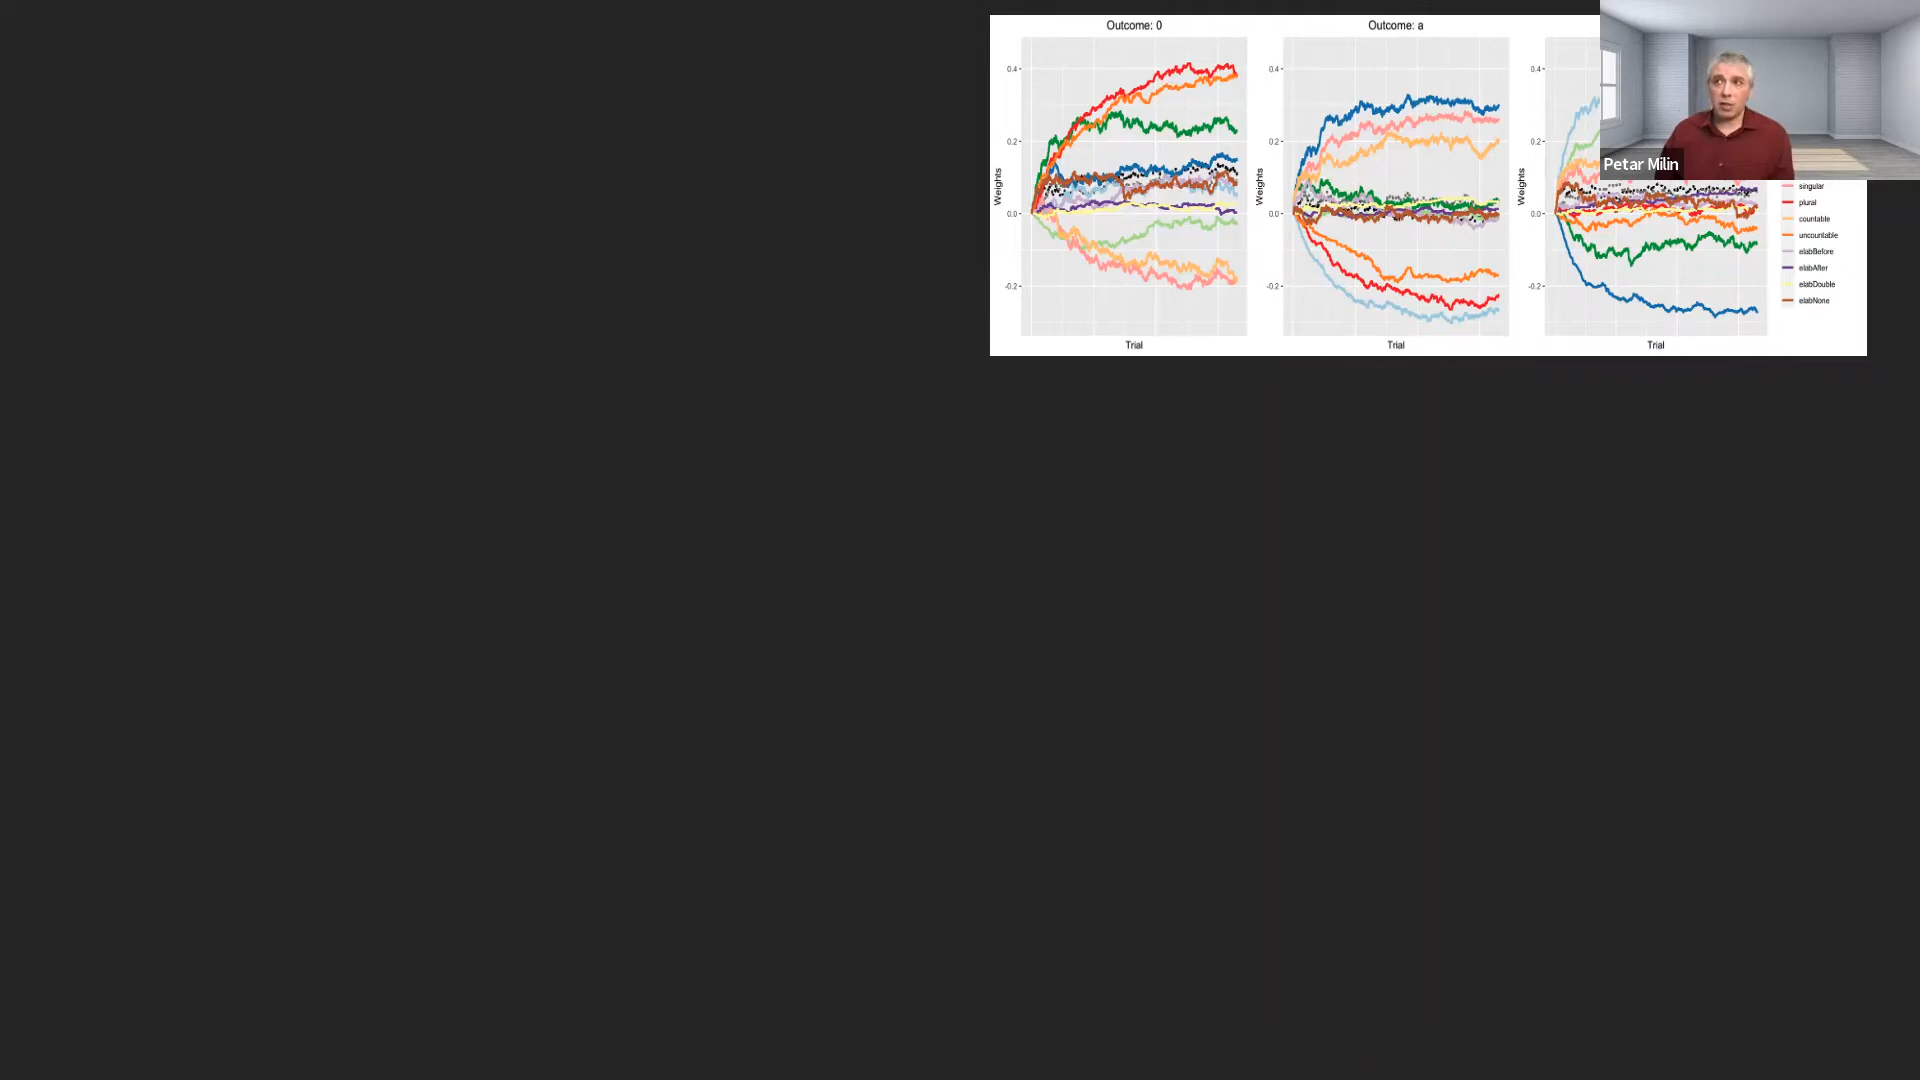 Outcome: 0
Outcome: a
0.4
0.2
0.0
-0.2
Weights
Trial
0.4
0.2
0.0
-0.2
Weights
Trial
0.4
0.2
0.0
-0.2
Weights
Trial
Petar Milin
singular
plural
countable
uncountable
elabBefore
elabAfter
elabDouble
elabNone